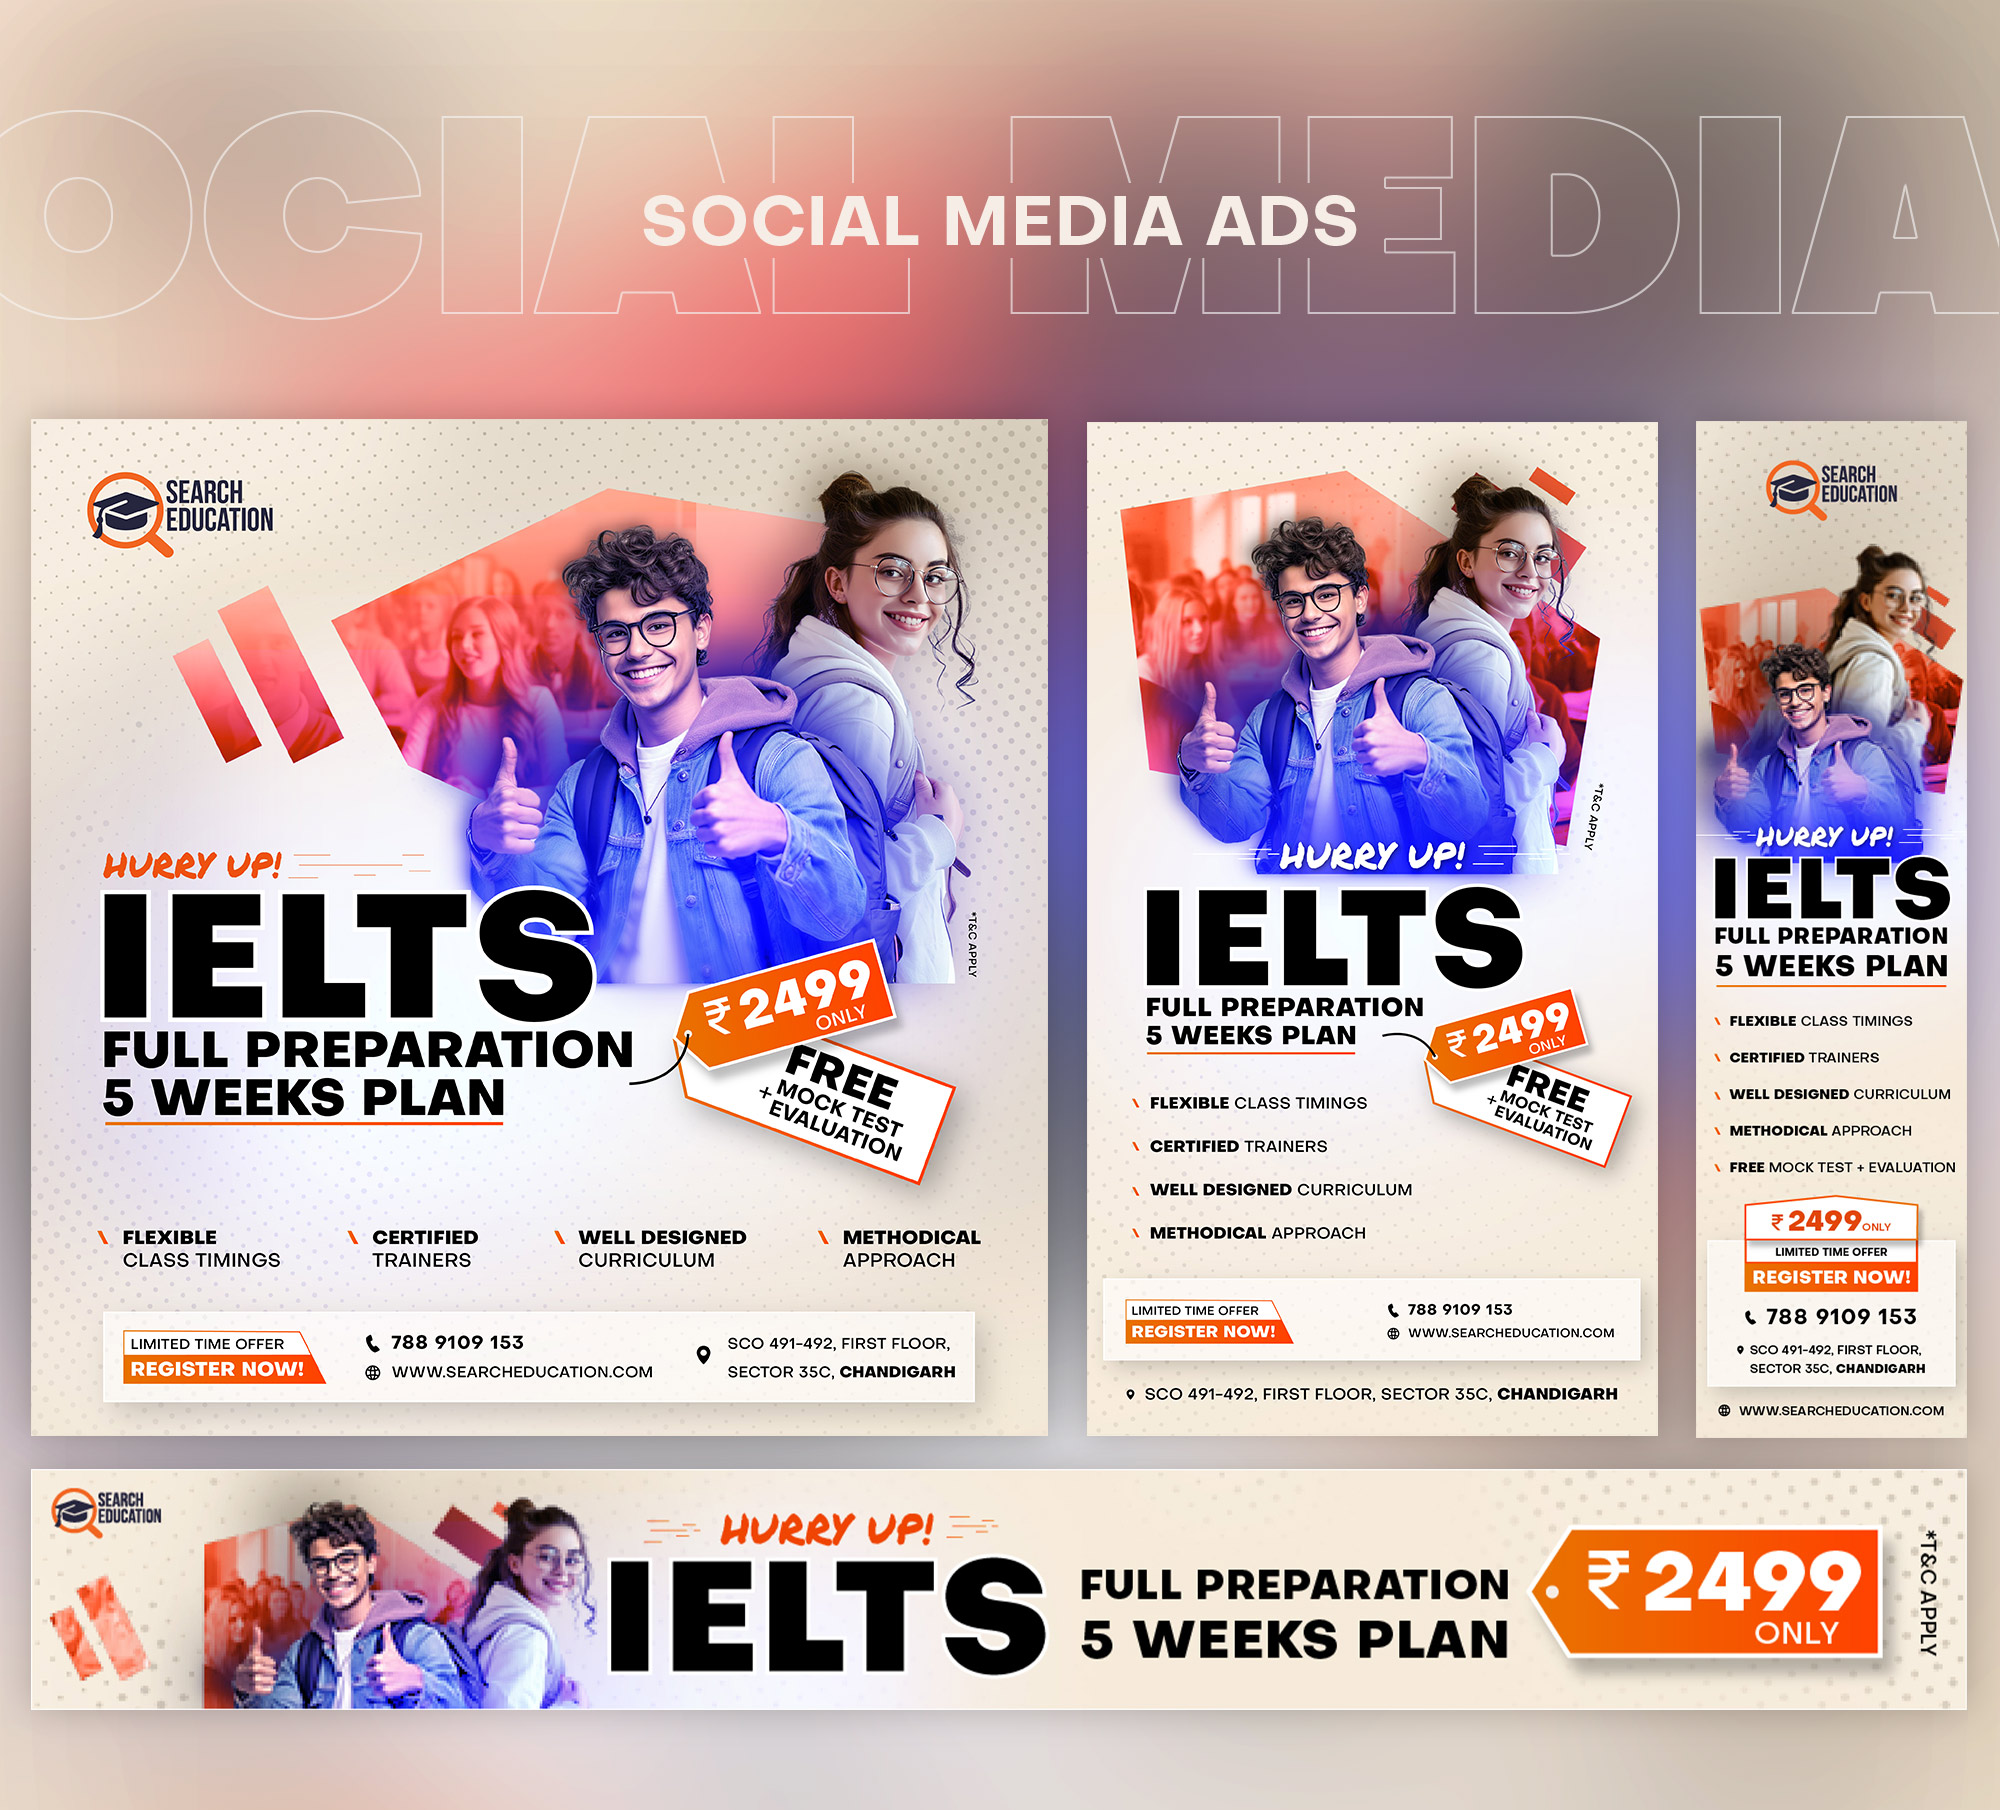 OCIAL MEDIA
SOCIAL MEDIA ADS
SEARCH
EDUCATION
HURRY UP!
IELTS
FULL PREPARATION
5 WEEKS PLAN
₹ 2499
ONLY
FREE
+ MOCK TEST
+ EVALUATION
*T&C APPLY
FLEXIBLE
CLASS TIMINGS
CERTIFIED
TRAINERS
WELL DESIGNED
CURRICULUM
METHODICAL
APPROACH
LIMITED TIME OFFER
REGISTER NOW!
788 9109 153
WWW.SEARCHEDUCATION.COM
SCO 491-492, FIRST FLOOR,
SECTOR 35C, CHANDIGARH
*T&C APPLY
HURRY UP!
IELTS
FULL PREPARATION
5 WEEKS PLAN
₹ 2499
ONLY
FREE
+ MOCK TEST
+ EVALUATION
\ FLEXIBLE CLASS TIMINGS
\ CERTIFIED TRAINERS
\ WELL DESIGNED CURRICULUM
\ METHODICAL APPROACH
LIMITED TIME OFFER
REGISTER NOW!
788 9109 153
WWW.SEARCHEDUCATION.COM
SCO 491-492, FIRST FLOOR, SECTOR 35C, CHANDIGARH
SEARCH
EDUCATION
HURRY UP!
IELTS
FULL PREPARATION
5 WEEKS PLAN
\ FLEXIBLE CLASS TIMINGS
\ CERTIFIED TRAINERS
\ WELL DESIGNED CURRICULUM
\ METHODICAL APPROACH
\ FREE MOCK TEST + EVALUATION
₹ 2499 ONLY
LIMITED TIME OFFER
REGISTER NOW!
788 9109 153
SCO 491-492, FIRST FLOOR,
SECTOR 35C, CHANDIGARH
WWW.SEARCHEDUCATION.COM
SEARCH
EDUCATION
HURRY UP!
IELTS
FULL PREPARATION
5 WEEKS PLAN
₹ 2499
ONLY
*T&C APPLY